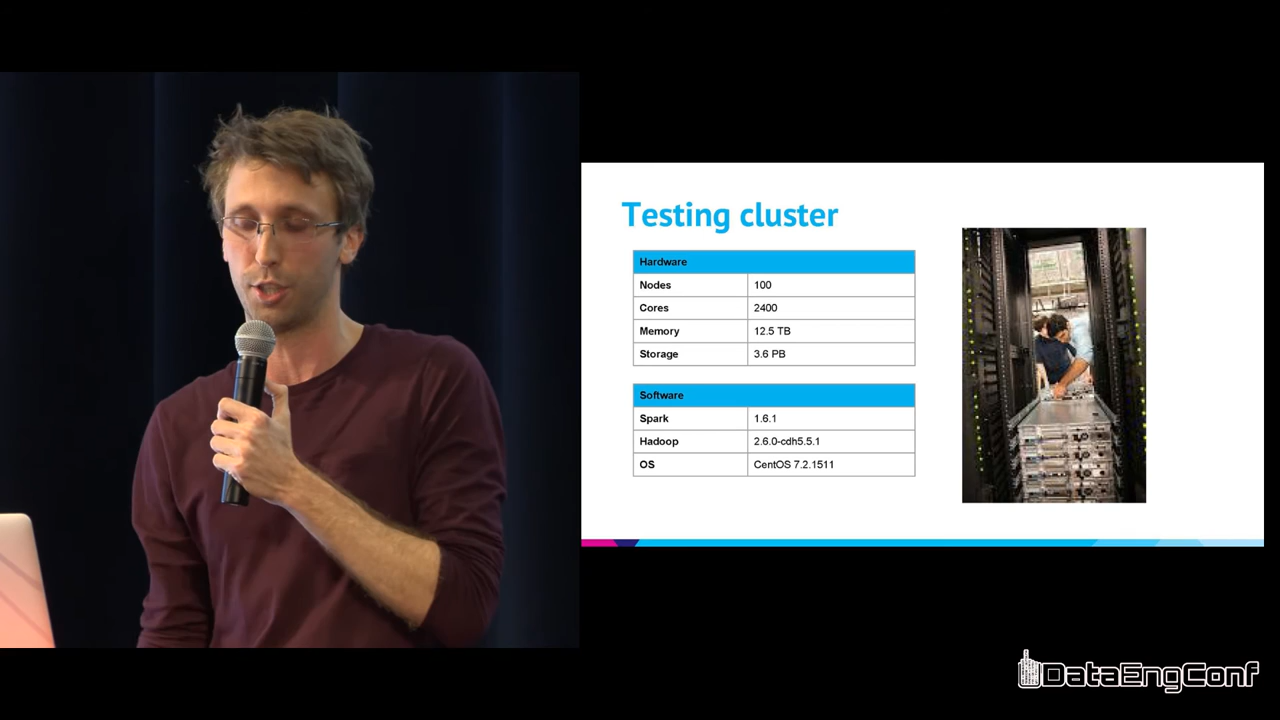 Testing cluster
Hardware
Nodes 100
Cores 2400
Memory 12.5 TB
Storage 3.6 PB
Software
Spark 1.6.1
Hadoop 2.6.0-cdh5.5.1
OS CentOS 7.2.1511
DataEngConf